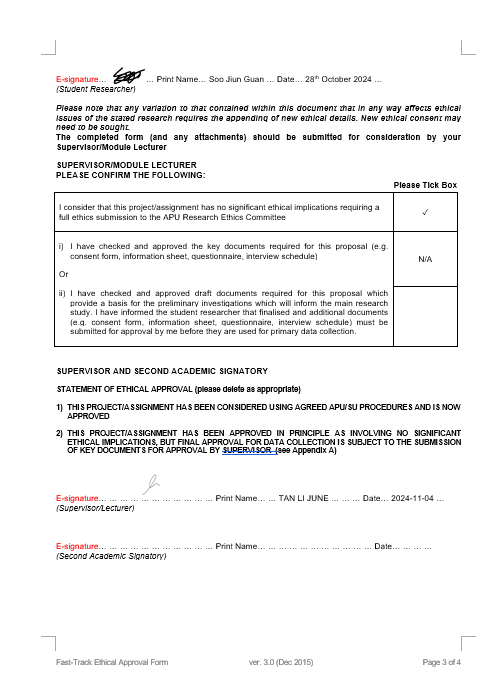 E-signature… … Print Name… Soo Jiun Guan … Date… 28th October 2024 …
(Student Researcher)
Please note that any variation to that contained within this document that in any way affects ethical
issues of the stated research requires the appending of new ethical details. New ethical consent may
need to be sought.
The completed form (and any attachments) should be submitted for consideration by your
Supervisor/Module Lecturer
SUPERVISOR/MODULE LECTURER
PLEASE CONFIRM THE FOLLOWING:
Please Tick Box
I consider that this project/assignment has no significant ethical implications requiring a
full ethics submission to the APU Research Ethics Committee
✓
i) I have checked and approved the key documents required for this proposal (e.g.
consent form, information sheet, questionnaire, interview schedule)
N/A
Or
ii) I have checked and approved draft documents required for this proposal which
provide a basis for the preliminary investigations which will inform the main research
study. I have informed the student researcher that finalised and additional documents
(e.g. consent form, information sheet, questionnaire, interview schedule) must be
submitted for approval by me before they are used for primary data collection.
SUPERVISOR AND SECOND ACADEMIC SIGNATORY
STATEMENT OF ETHICAL APPROVAL (please delete as appropriate)
1) THIS PROJECT/ASSIGNMENT HAS BEEN CONSIDERED USING AGREED APU/SU PROCEDURES AND IS NOW
APPROVED
2) THIS PROJECT/ASSIGNMENT HAS BEEN APPROVED IN PRINCIPLE AS INVOLVING NO SIGNIFICANT
ETHICAL IMPLICATIONS, BUT FINAL APPROVAL FOR DATA COLLECTION IS SUBJECT TO THE SUBMISSION
OF KEY DOCUMENTS FOR APPROVAL BY SUPERVISOR (see Appendix A)
E-signature… … … … … … … … … … Print Name… … TAN LI JUNE … … Date… 2024-11-04 …
(Supervisor/Lecturer)
E-signature… … … … … … … … … … Print Name… … … … … … … … … … Date… … … …
(Second Academic Signatory)
Fast-Track Ethical Approval Form ver. 3.0 (Dec 2015) Page 3 of 4